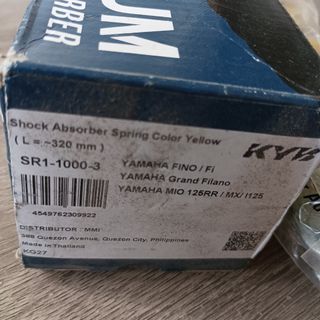 UM
RBER
Shock Absorber Spring Color Yellow
( L = ~320 mm )
SR1-1000-3
YAMAHA FINO / Fi
YAMAHA Grand Filano
YAMAHA MIO 125RR / MX/ I125
KYB
4549762309922
DISTRIBUTOR : MMI
388 Quezon Avenue, Quezon City, Philippines
Made in Thailand
KG27